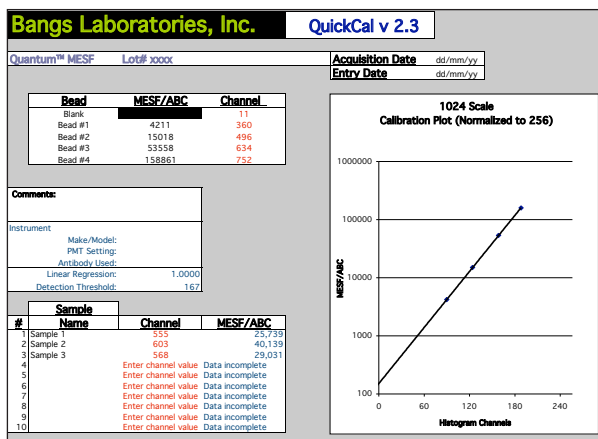 Bangs Laboratories, Inc. QuickCal v 2.3
Quantum™ MESF Lot# xxxx Acquisition Date dd/mm/yy
Entry Date dd/mm/yy
Bead MESF/ABC Channel
Blank 11
Bead #1 4211 360
Bead #2 15018 496
Bead #3 53558 634
Bead #4 158861 752
Comments:
Instrument
Make/Model:
PMT Setting:
Antibody Used:
Linear Regression: 1.0000
Detection Threshold: 167
Sample
# Name Channel MESF/ABC
1 Sample 1 555 25,739
2 Sample 2 603 40,139
3 Sample 3 568 29,031
4 Enter channel value Data incomplete
5 Enter channel value Data incomplete
6 Enter channel value Data incomplete
7 Enter channel value Data incomplete
8 Enter channel value Data incomplete
9 Enter channel value Data incomplete
10 Enter channel value Data incomplete
1024 Scale
Calibration Plot (Normalized to 256)
MESF/ABC
1000000
100000
10000
1000
100
0 60 120 180 240
Histogram Channels